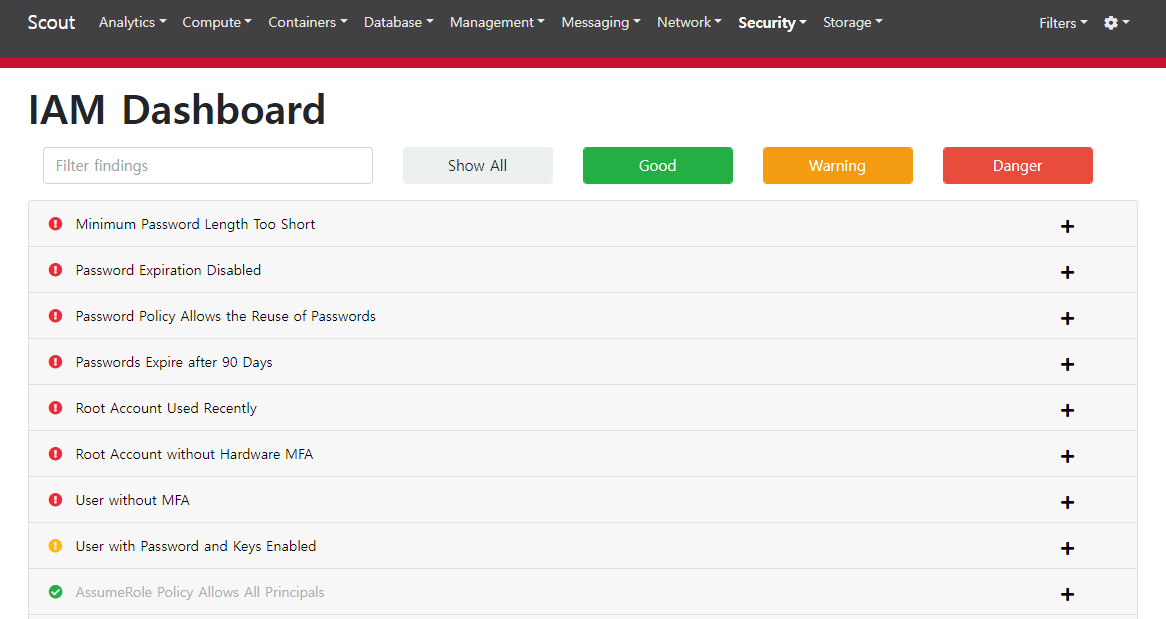 Scout Analytics Compute Containers Database Management Messaging Network Security Storage Filters
IAM Dashboard
Filter findings Show All Good Warning Danger
Minimum Password Length Too Short
Password Expiration Disabled
Password Policy Allows the Reuse of Passwords
Passwords Expire after 90 Days
Root Account Used Recently
Root Account without Hardware MFA
User without MFA
User with Password and Keys Enabled
AssumeRole Policy Allows All Principals